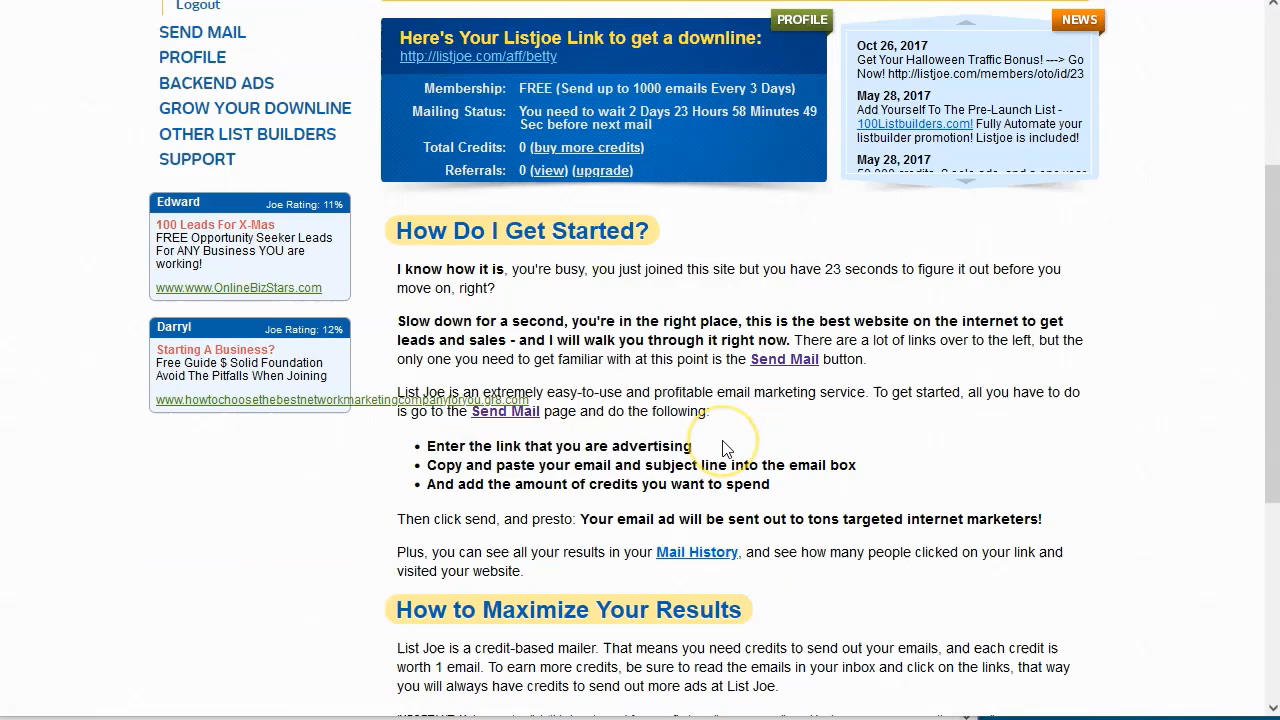 Logout
SEND MAIL
PROFILE
BACKEND ADS
GROW YOUR DOWNLINE
OTHER LIST BUILDERS
SUPPORT
Edward Joe Rating: 11%
100 Leads For X-Mas
FREE Opportunity Seeker Leads
For ANY Business YOU are
working!
www.www.OnlineBizStars.com
Darryl Joe Rating: 12%
Starting A Business?
Free Guide $ Solid Foundation
Avoid The Pitfalls When Joining
www.howtochoosethebestnetworkmarketingcompanyforyou.gr8.com
PROFILE
Here's Your Listjoe Link to get a downline:
http://listjoe.com/aff/betty
Membership: FREE (Send up to 1000 emails Every 3 Days)
Mailing Status: You need to wait 2 Days 23 Hours 58 Minutes 49
Sec before next mail
Total Credits: 0 (buy more credits)
Referrals: 0 (view) (upgrade)
NEWS
Oct 26, 2017
Get Your Halloween Traffic Bonus! ---> Go
Now! http://listjoe.com/members/oto/id/23
May 28, 2017
Add Yourself To The Pre-Launch List -
100Listbuilders.com! Fully Automate your
listbuilder promotion! Listjoe is included!
May 28, 2017
How Do I Get Started?
I know how it is, you're busy, you just joined this site but you have 23 seconds to figure it out before you
move on, right?
Slow down for a second, you're in the right place, this is the best website on the internet to get
leads and sales - and I will walk you through it right now. There are a lot of links over to the left, but the
only one you need to get familiar with at this point is the Send Mail button.
List Joe is an extremely easy-to-use and profitable email marketing service. To get started, all you have to do
is go to the Send Mail page and do the following:
• Enter the link that you are advertising
• Copy and paste your email and subject line into the email box
• And add the amount of credits you want to spend
Then click send, and presto: Your email ad will be sent out to tons targeted internet marketers!
Plus, you can see all your results in your Mail History, and see how many people clicked on your link and
visited your website.
How to Maximize Your Results
List Joe is a credit-based mailer. That means you need credits to send out your emails, and each credit is
worth 1 email. To earn more credits, be sure to read the emails in your inbox and click on the links, that way
you will always have credits to send out more ads at List Joe.